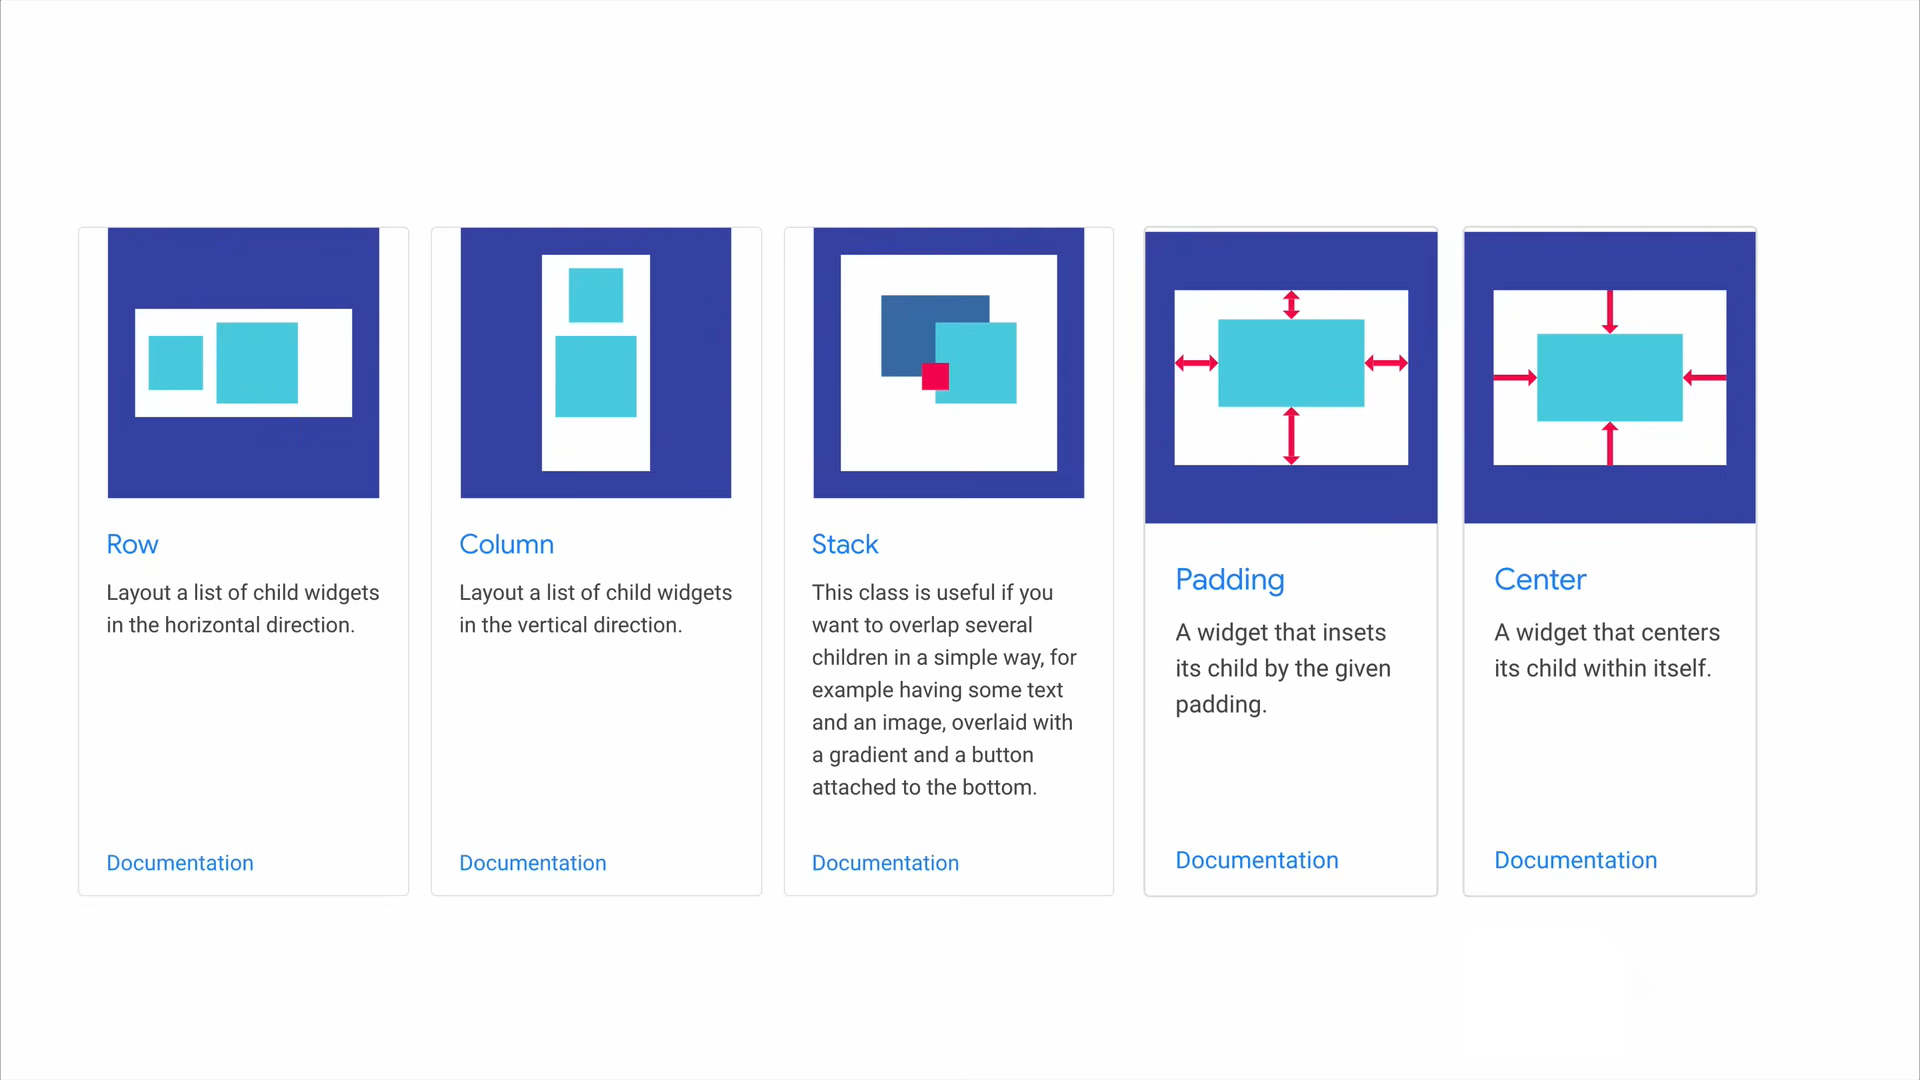 Row
Layout a list of child widgets
in the horizontal direction.
Documentation
Column
Layout a list of child widgets
in the vertical direction.
Documentation
Stack
This class is useful if you
want to overlap several
children in a simple way, for
example having some text
and an image, overlaid with
a gradient and a button
attached to the bottom.
Documentation
Padding
A widget that insets
its child by the given
padding.
Documentation
Center
A widget that centers
its child within itself.
Documentation